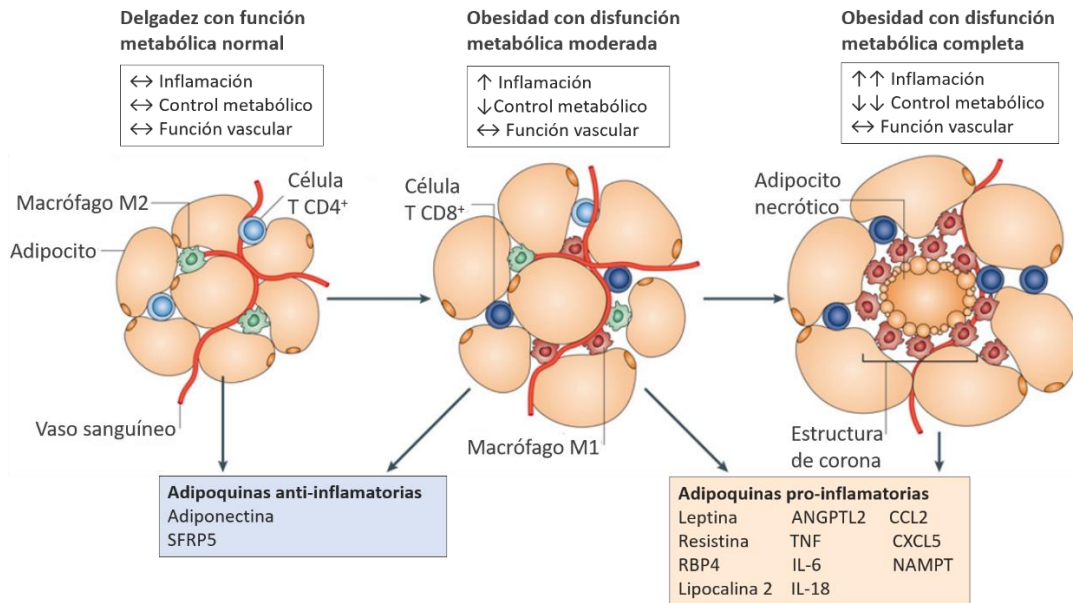 Delgadez con función
metabólica normal
↔ Inflamación
↔ Control metabólico
↔ Función vascular
Obesidad con disfunción
metabólica moderada
↑ Inflamación
↓Control metabólico
↔ Función vascular
Obesidad con disfunción
metabólica completa
↑↑ Inflamación
↓↓ Control metabólico
↔ Función vascular
Macrófago M2
Adipocito
Célula
T CD4⁺
Vaso sanguíneo
Célula
T CD8⁺
Macrófago M1
Adipocito
necrótico
Estructura
de corona
Adipoquinas anti-inflamatorias
Adiponectina
SFRP5
Adipoquinas pro-inflamatorias
Leptina ANGPTL2 CCL2
Resistina TNF CXCL5
RBP4 IL-6 NAMPT
Lipocalina 2 IL-18